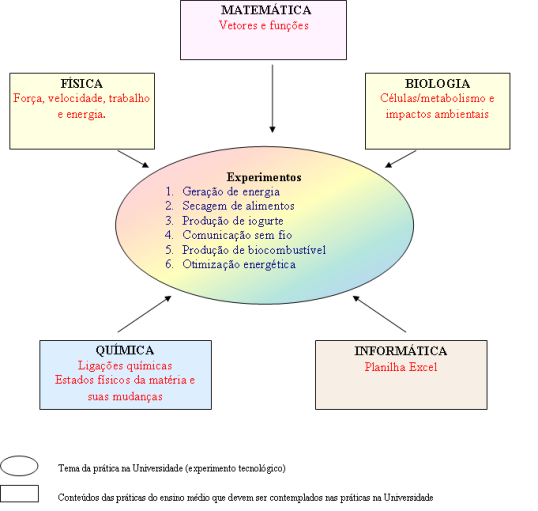 MATEMÁTICA
Vetores e funções
FÍSICA
Força, velocidade, trabalho
e energia.
BIOLOGIA
Células/metabolismo e
impactos ambientais
Experimentos
1. Geração de energia
2. Secagem de alimentos
3. Produção de iogurte
4. Comunicação sem fio
5. Produção de biocombustível
6. Otimização energética
QUÍMICA
Ligações químicas
Estados físicos da matéria e
suas mudanças
INFORMÁTICA
Planilha Excel
Tema da prática na Universidade (experimento tecnológico)
Conteúdos das práticas do ensino médio que devem ser contemplados nas práticas na Universidade